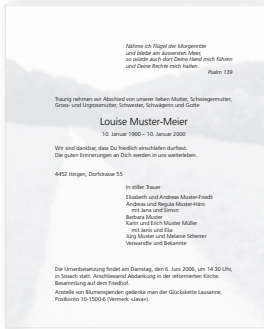 Nähme ich Flügel der Morgenröte
und bliebe am äussersten Meer,
so würde auch dort Deine Hand mich führen
und Deine Rechte mich halten.
Psalm 139
Traurig nehmen wir Abschied von unserer lieben Mutter, Schwiegermutter,
Gross- und Urgrossmutter, Schwester, Schwägerin und Gotte
Louise Muster-Meier
10. Januar 1900 – 10. Januar 2000
Wir sind dankbar, dass Du friedlich einschlafen durftest.
Die guten Erinnerungen an Dich werden in uns weiterleben.
4452 Itingen, Dorfstrasse 55
In stiller Trauer
Elisabeth und Andreas Muster-Friedli
Andreas und Regula Muster-Häni
mit Jana und Simon
Barbara Muster
Karin und Erich Muster Müller
mit Janis und Elia
Jürg Muster und Melanie Scherrer
Verwandte und Bekannte
Die Urnenbeisetzung findet am Dienstag, den 6. Juni 2006, um 14.30 Uhr,
in Sissach statt. Anschliessend Abdankung in der reformierten Kirche.
Besammlung auf dem Friedhof.
Anstelle von Blumenspenden gedenke man der Glückskette Lausanne,
Postkonto 10-1500-6 (Vermerk «Java»).